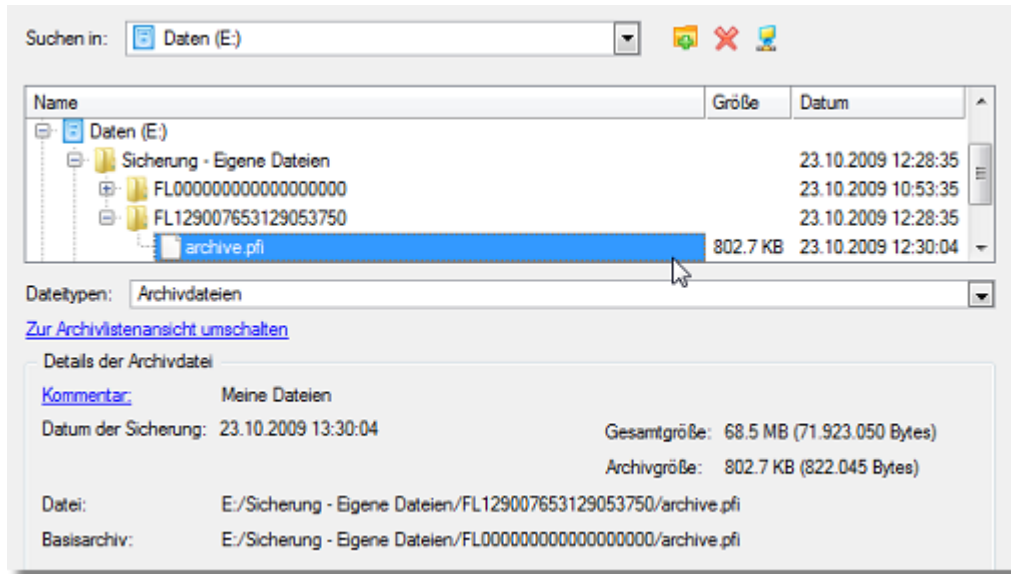 Suchen in: Daten (E:)
Name Größe Datum
Daten (E:)
Sicherung - Eigene Dateien 23.10.2009 12:28:35
FL000000000000000000 23.10.2009 10:53:35
FL129007653129053750 23.10.2009 12:28:35
archive.pfi 802.7 KB 23.10.2009 12:30:04
Dateitypen: Archivdateien
Zur Archivlistenansicht umschalten
Details der Archivdatei
Kommentar: Meine Dateien
Datum der Sicherung: 23.10.2009 13:30:04
Gesamtgröße: 68.5 MB (71.923.050 Bytes)
Archivgröße: 802.7 KB (822.045 Bytes)
Datei: E:/Sicherung - Eigene Dateien/FL129007653129053750/archive.pfi
Basisarchiv: E:/Sicherung - Eigene Dateien/FL000000000000000000/archive.pfi